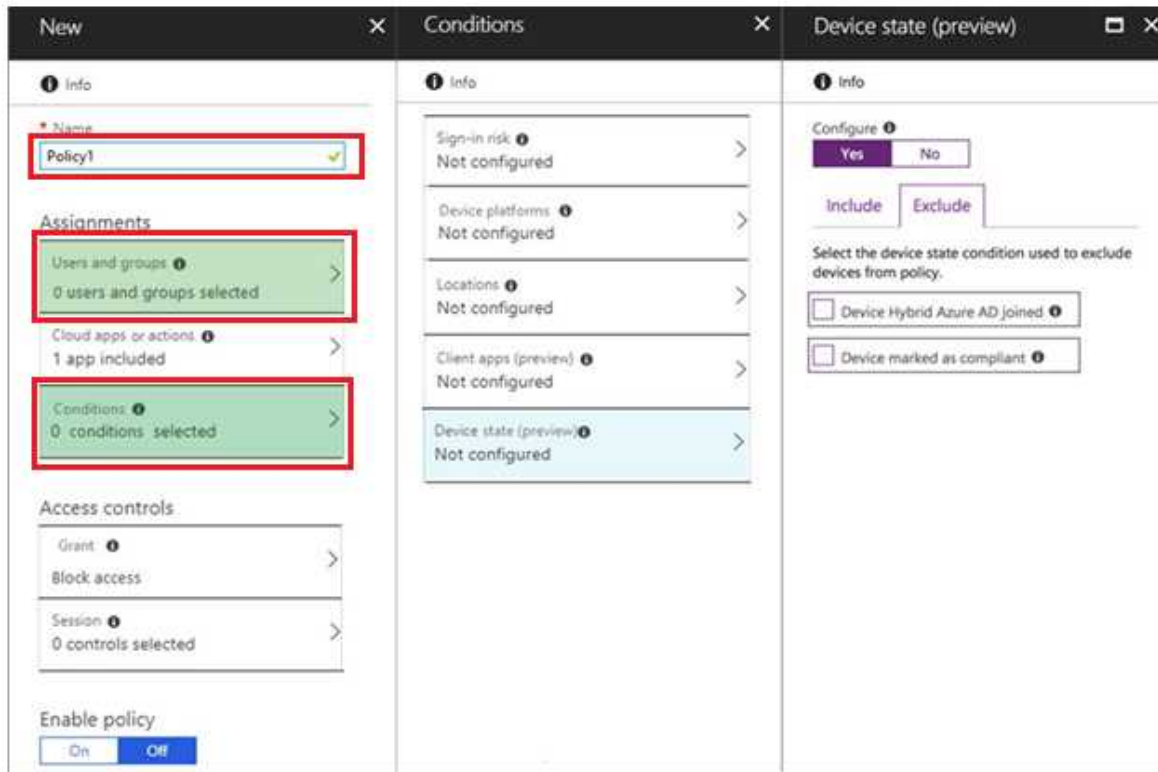 New
Info
* Name
Policy1
Assignments
Users and groups
0 users and groups selected
Cloud apps or actions
1 app included
Conditions
0 conditions selected
Access controls
Grant
Block access
Session
0 controls selected
Enable policy
On Off
Conditions
Info
Sign-in risk
Not configured
Device platforms
Not configured
Locations
Not configured
Client apps (preview)
Not configured
Device state (preview)
Not configured
Device state (preview)
Info
Configure
Yes No
Include Exclude
Select the device state condition used to exclude
devices from policy.
Device Hybrid Azure AD joined
Device marked as compliant